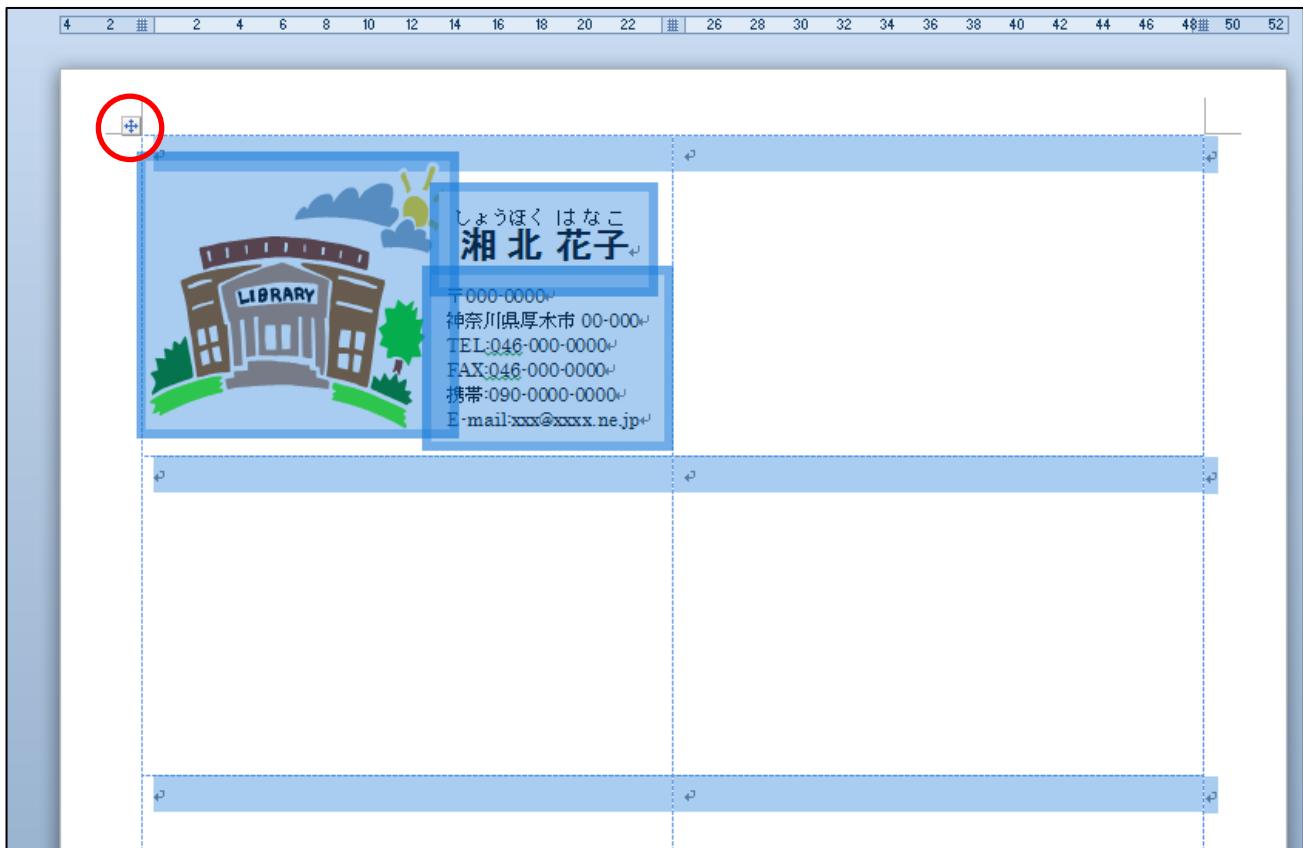 4 2 2 4 6 8 10 12 14 16 18 20 22 26 28 30 32 34 36 38 40 42 44 46 48 50 52
しょうほく はなこ
湘北 花子
LIBRARY
〒000-0000
神奈川県厚木市 00-000
TEL:046-000-0000
FAX:046-000-0000
携帯:090-0000-0000
E-mail:xxx@xxxx.ne.jp